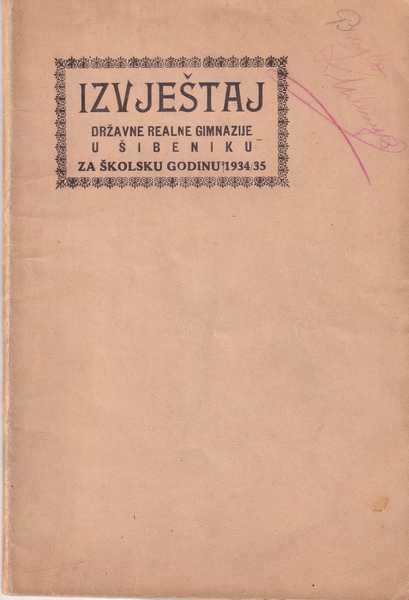 IZVJEŠTAJ
DRŽAVNE REALNE GIMNAZIJE
U ŠIBENIKU
ZA ŠKOLSKU GODINU 1934/35